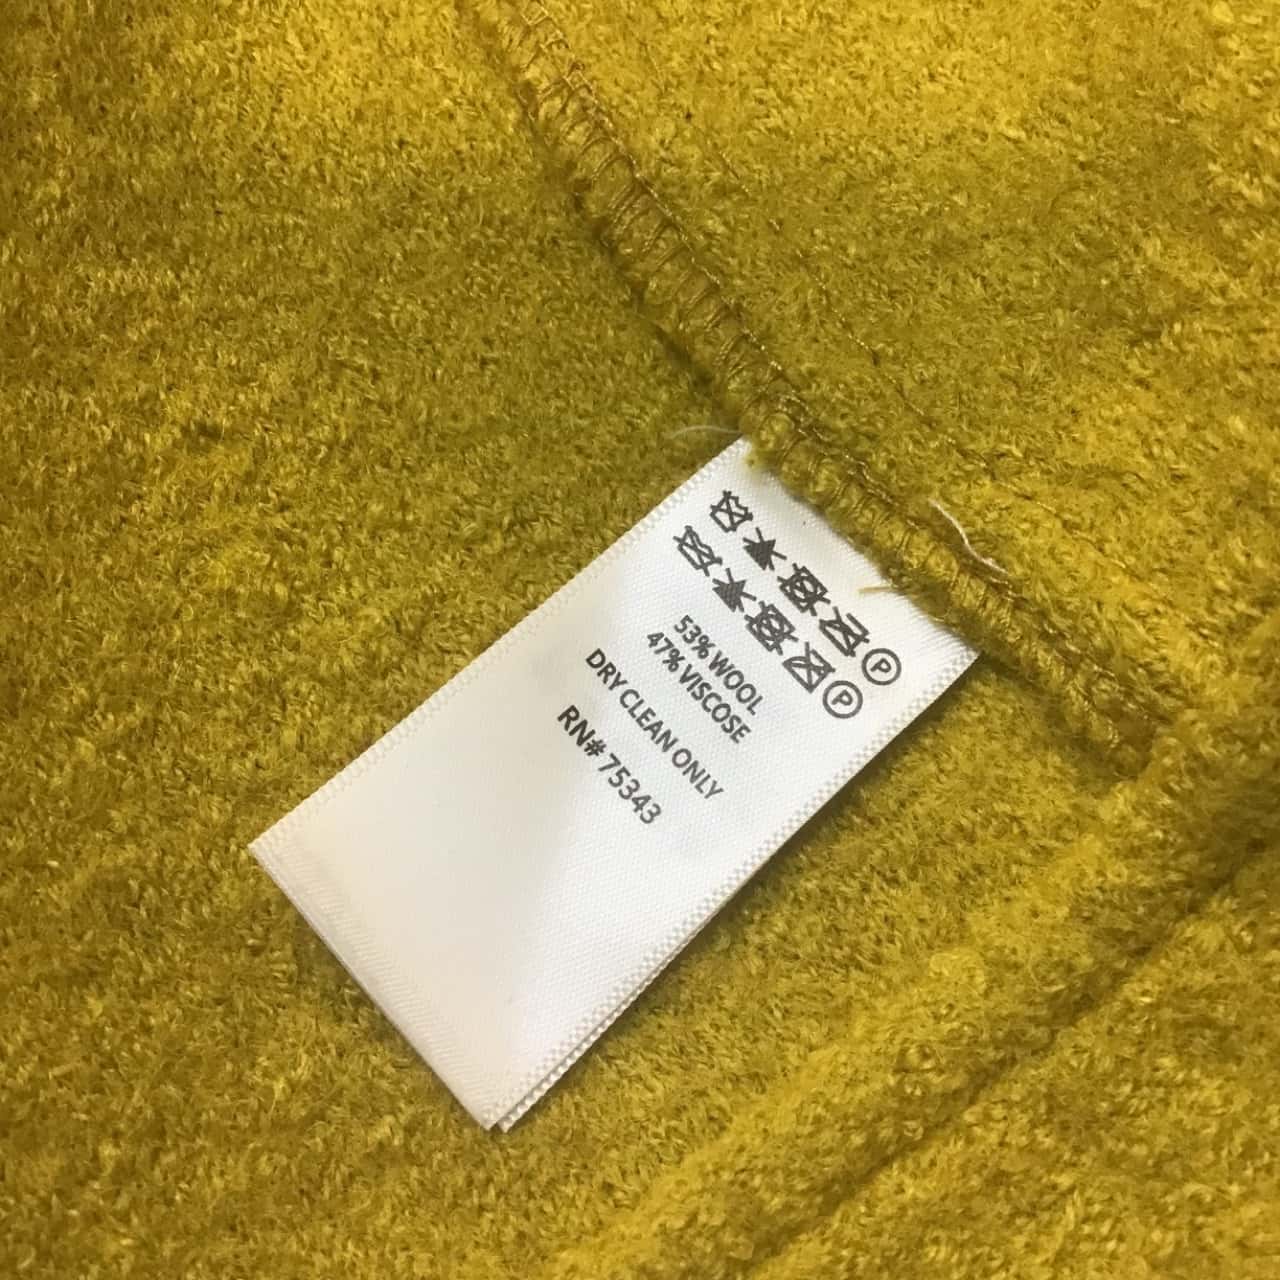 P
P
53% WOOL
47% VISCOSE
DRY CLEAN ONLY
RN# 75343